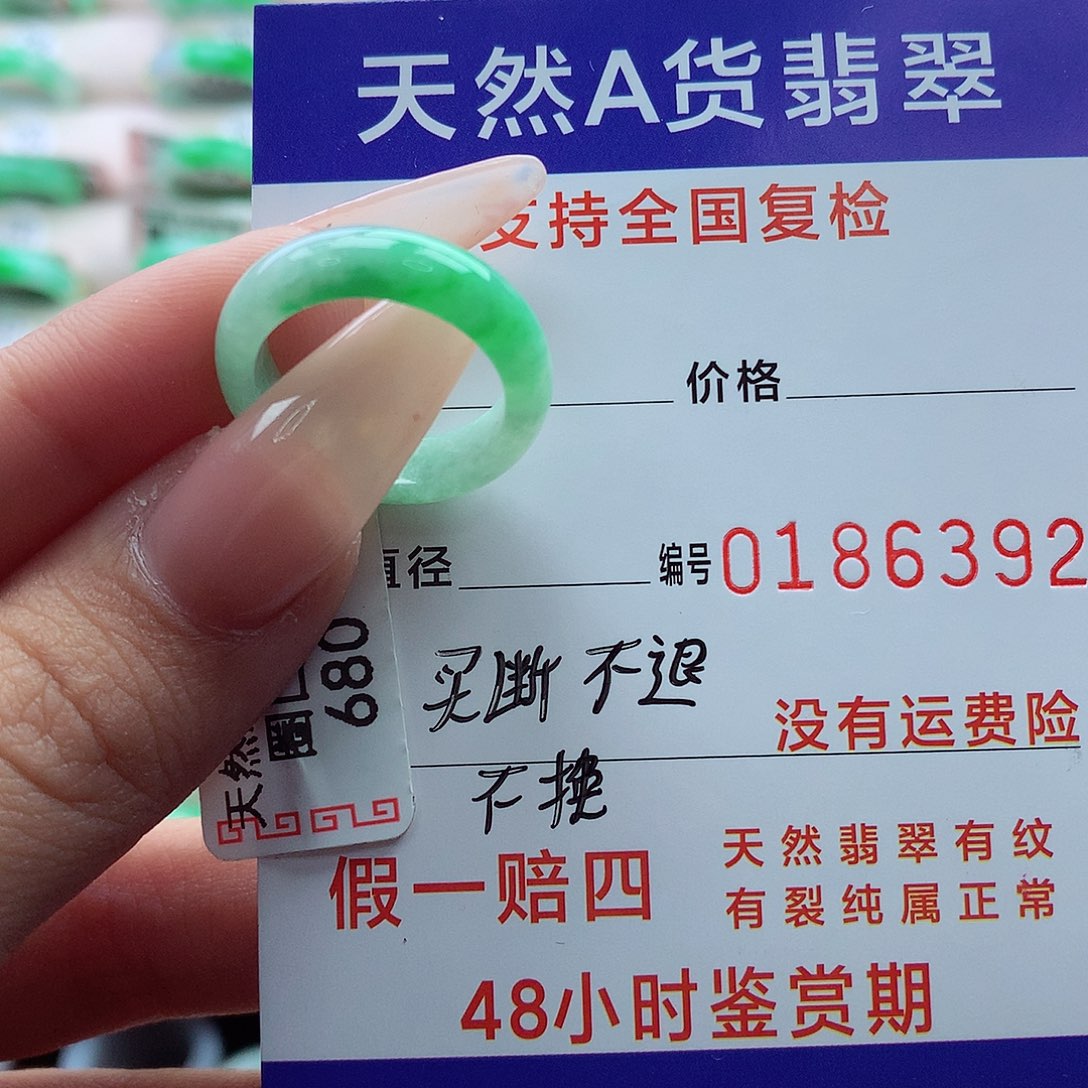 天然A货翡翠
支持全国复检
价格
直径
编号 0186392
买断 不退
没有运费险
不换
假一赔四
天然翡翠有纹
有裂纯属正常
48小时鉴赏期
天然
680